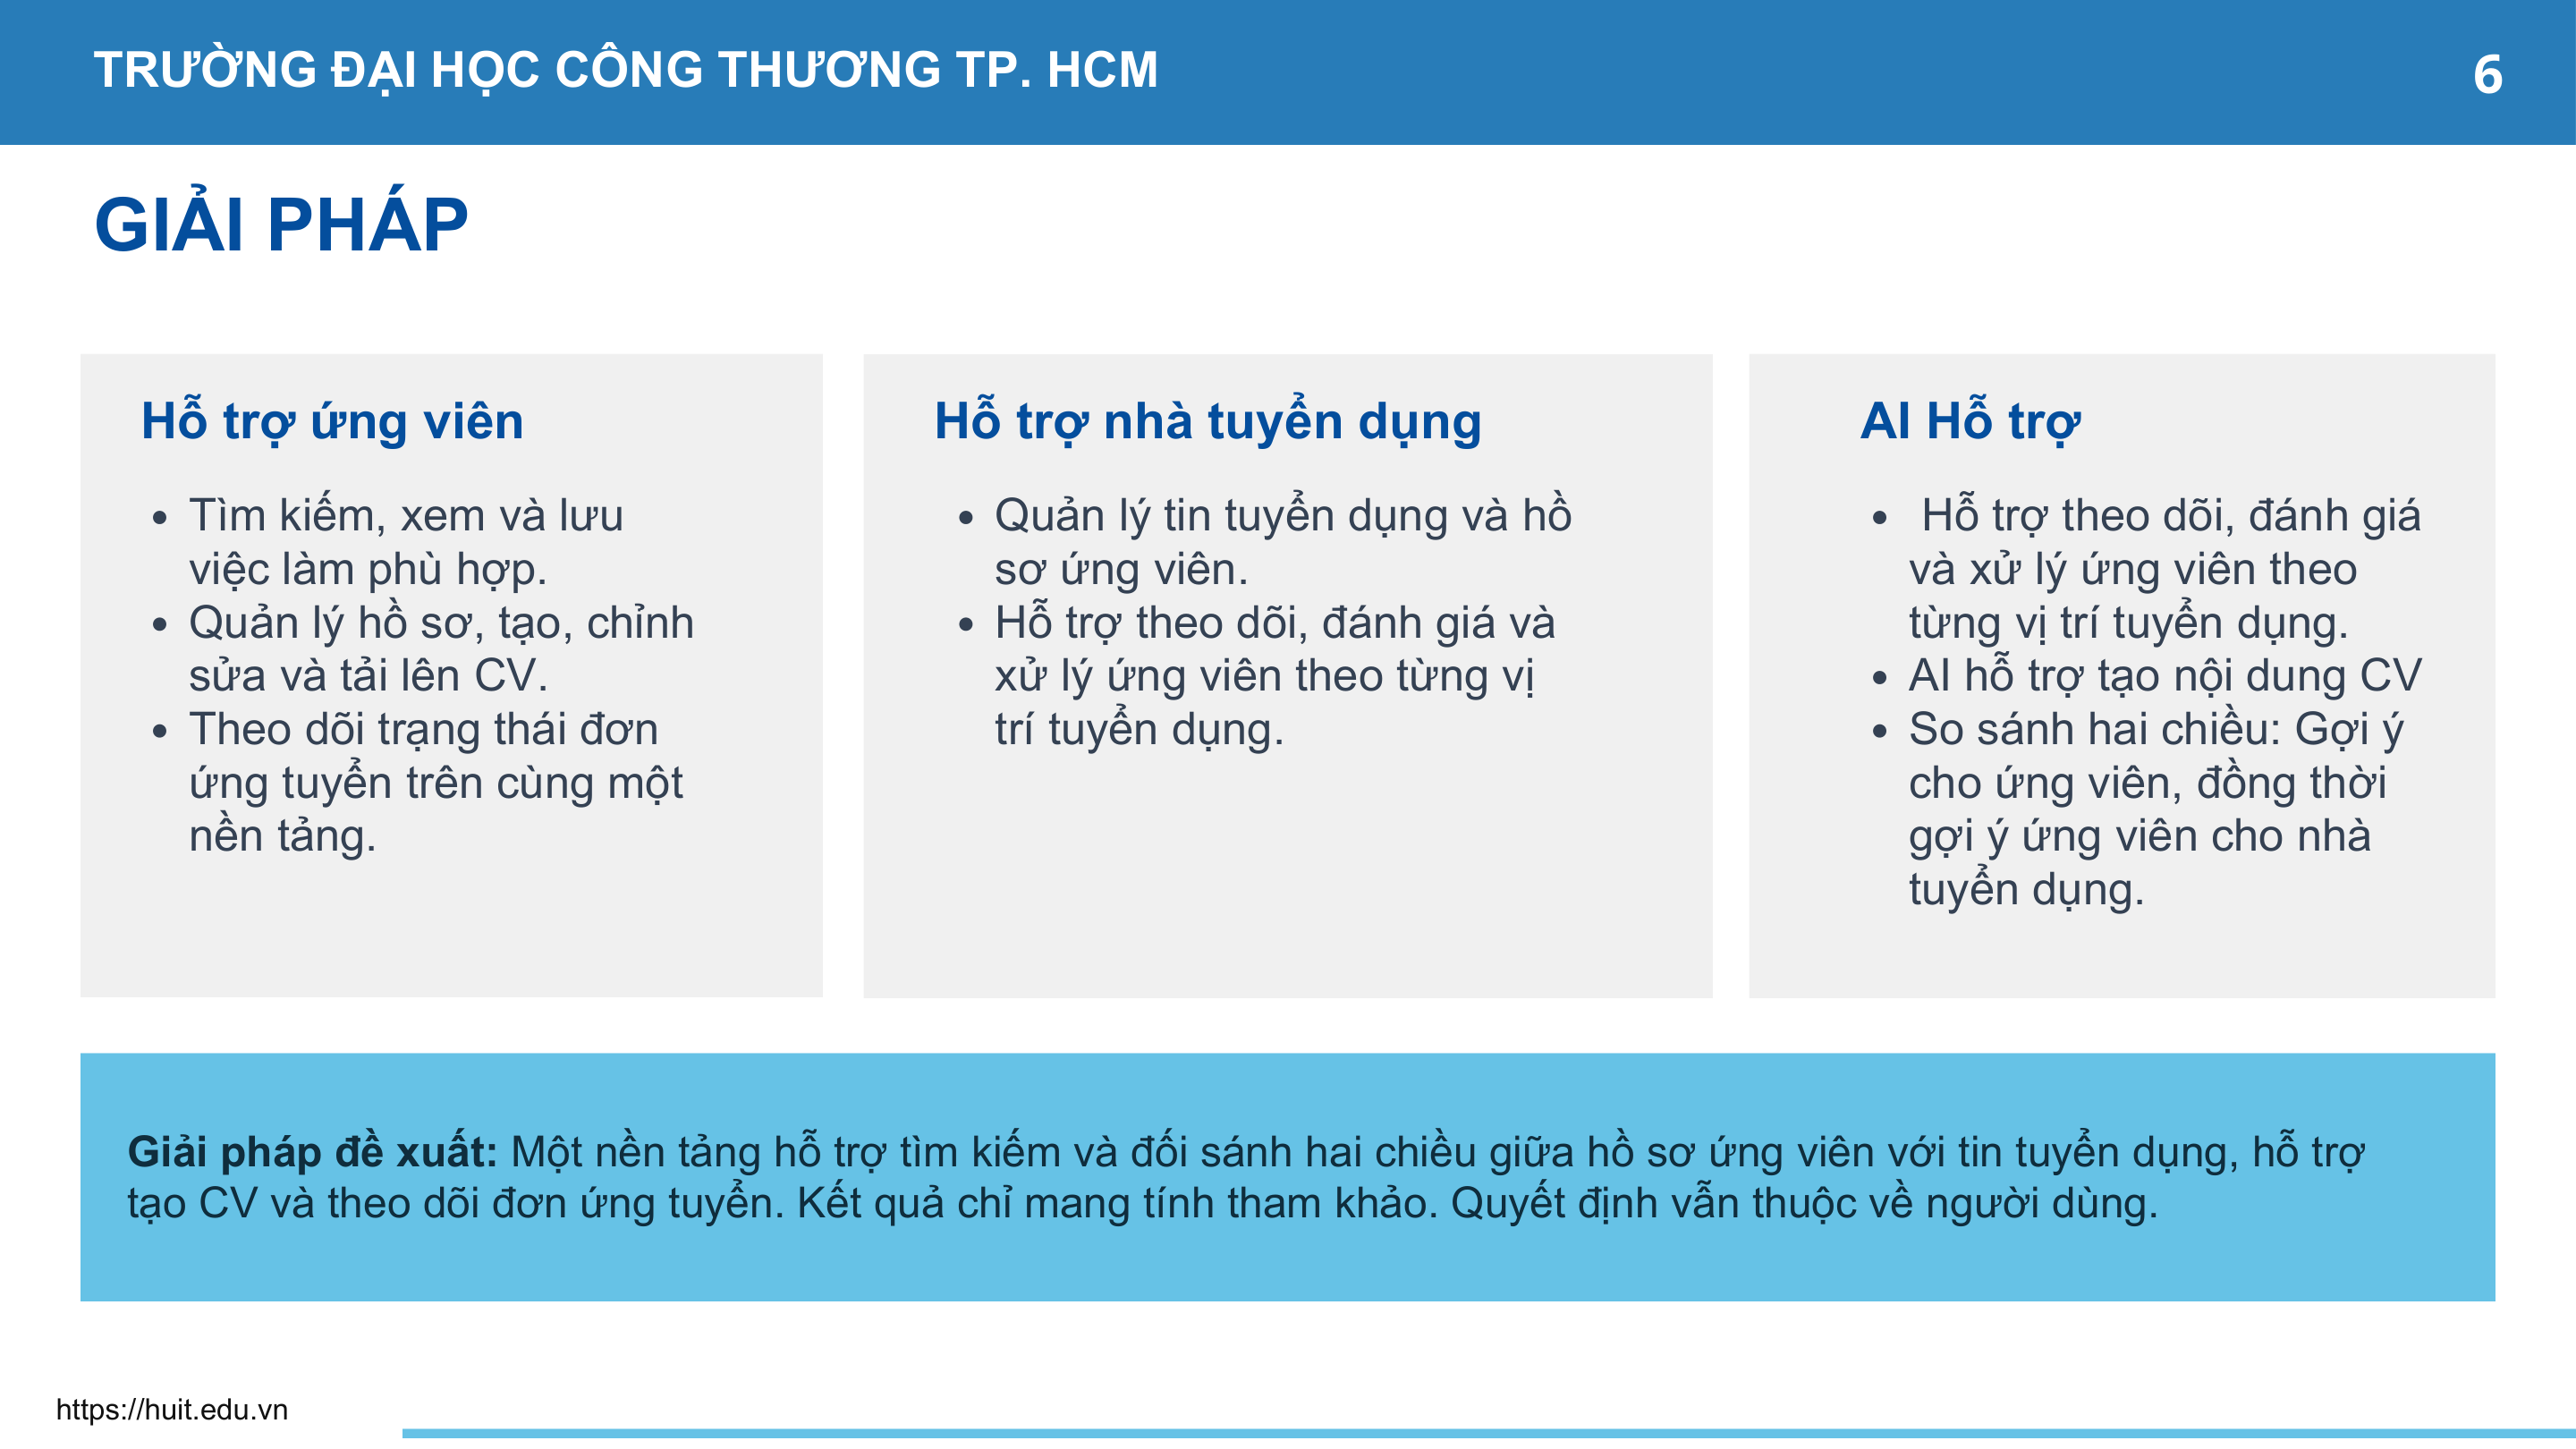 TRƯỜNG ĐẠI HỌC CÔNG THƯƠNG TP. HCM
6
GIẢI PHÁP
Hỗ trợ ứng viên
• Tìm kiếm, xem và lưu
việc làm phù hợp.
• Quản lý hồ sơ, tạo, chỉnh
sửa và tải lên CV.
• Theo dõi trạng thái đơn
ứng tuyển trên cùng một
nền tảng.
Hỗ trợ nhà tuyển dụng
• Quản lý tin tuyển dụng và hồ
sơ ứng viên.
• Hỗ trợ theo dõi, đánh giá và
xử lý ứng viên theo từng vị
trí tuyển dụng.
AI Hỗ trợ
• Hỗ trợ theo dõi, đánh giá
và xử lý ứng viên theo
từng vị trí tuyển dụng.
• AI hỗ trợ tạo nội dung CV
• So sánh hai chiều: Gợi ý
cho ứng viên, đồng thời
gợi ý ứng viên cho nhà
tuyển dụng.
Giải pháp đề xuất: Một nền tảng hỗ trợ tìm kiếm và đối sánh hai chiều giữa hồ sơ ứng viên với tin tuyển dụng, hỗ trợ
tạo CV và theo dõi đơn ứng tuyển. Kết quả chỉ mang tính tham khảo. Quyết định vẫn thuộc về người dùng.
https://huit.edu.vn